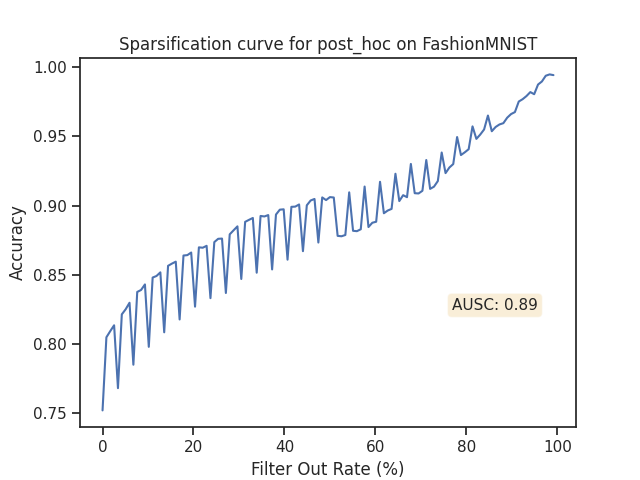 Sparsification curve for post_hoc on FashionMNIST
1.00
0.95
0.90
0.85
0.80
0.75
Accuracy
AUSC: 0.89
0 20 40 60 80 100
Filter Out Rate (%)